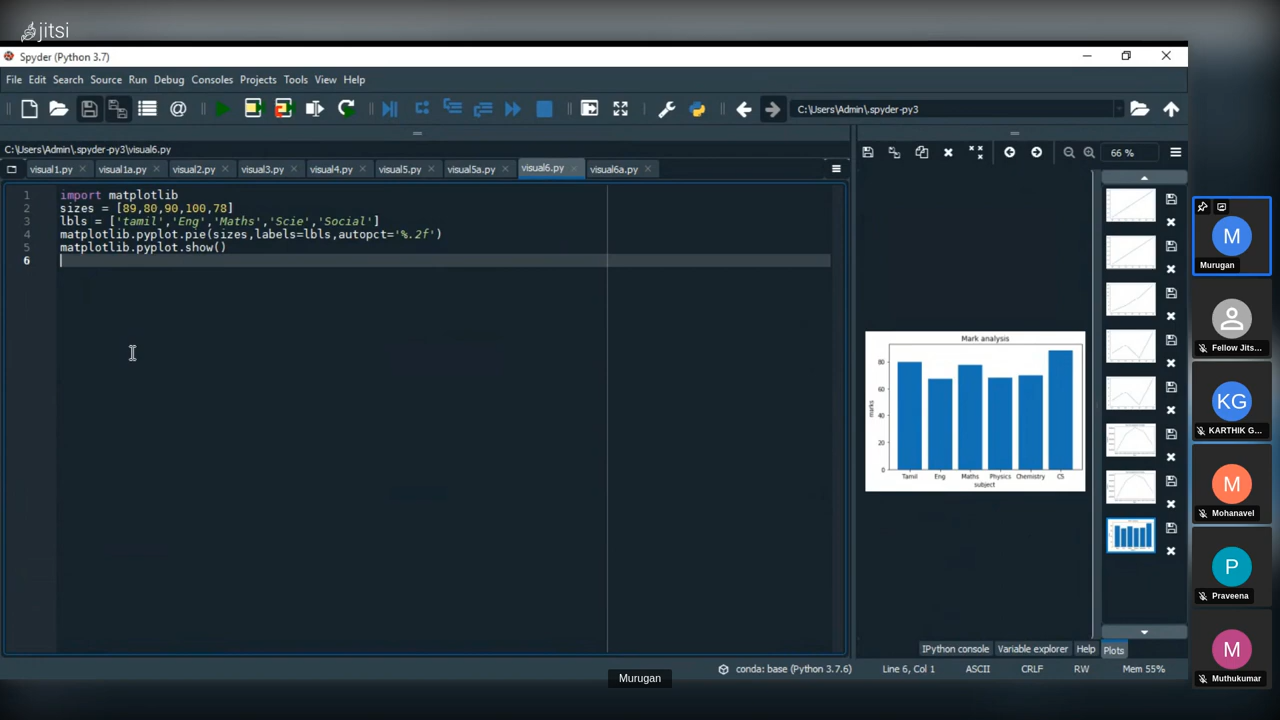 jitsi
Spyder (Python 3.7)
File Edit Search Source Run Debug Consoles Projects Tools View Help
C:\Users\Admin\.spyder-py3
C:\Users\Admin\.spyder-py3\visual6.py
66 %
visual1.py visual1a.py visual2.py visual3.py visual4.py visual5.py visual5a.py visual6.py visual6a.py
1 import matplotlib
2 sizes = [89,80,90,100,78]
3 lbls = ['tamil','Eng','Maths','Scie','Social']
4 matplotlib.pyplot.pie(sizes,labels=lbls,autopct='%.2f')
5 matplotlib.pyplot.show()
6
Mark analysis
80
60
40
20
0
marks
Tamil Eng Maths Physics Chemistry CS
subject
IPython console Variable explorer Help Plots
conda: base (Python 3.7.6) Line 6, Col 1 ASCII CRLF RW Mem 55%
Murugan
M
Murugan
Fellow Jits...
KG
KARTHIK G...
M
Mohanavel
P
Praveena
M
Muthukumar